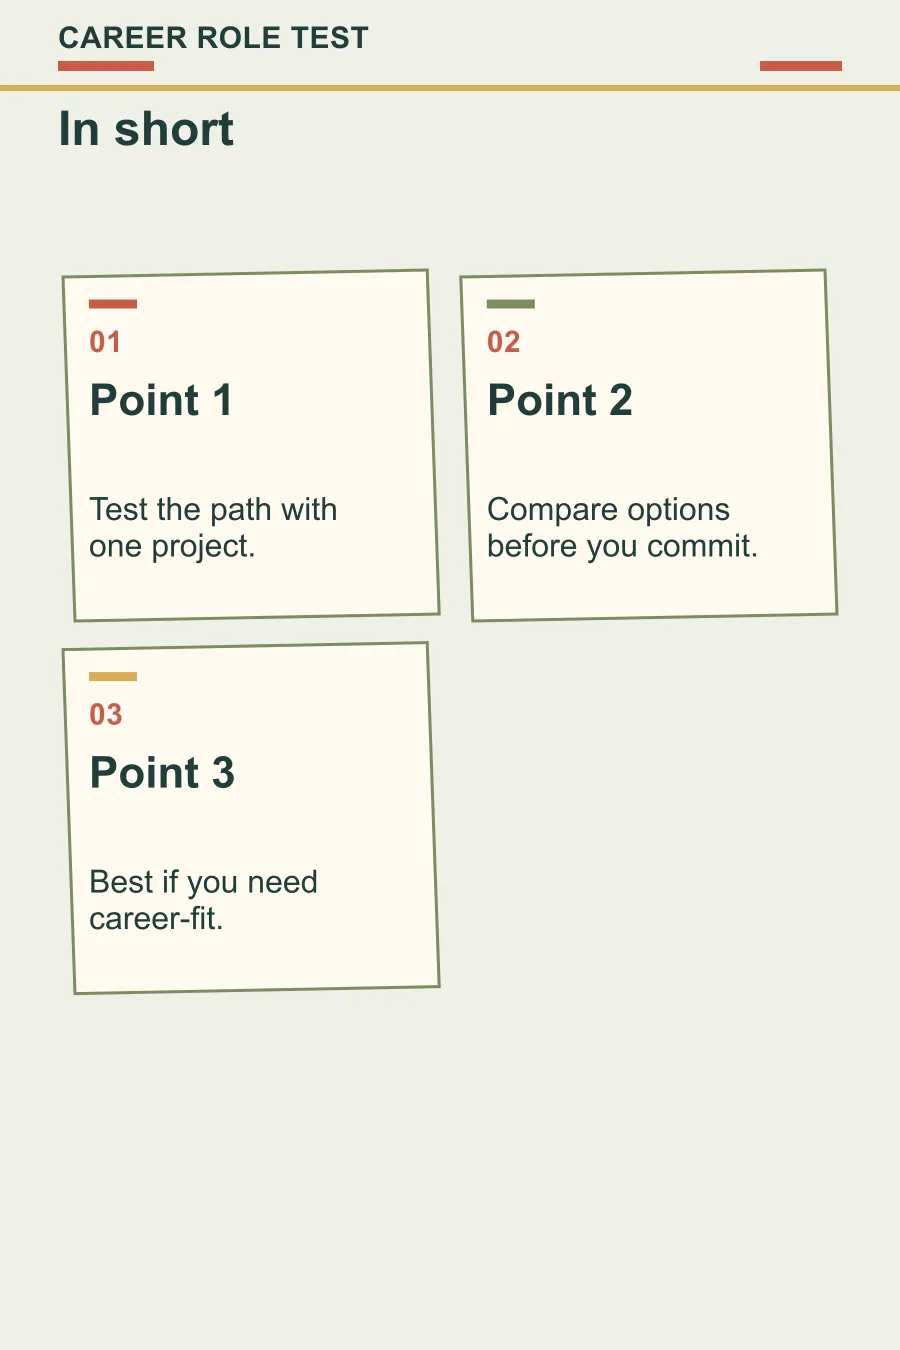 CAREER ROLE TEST
In short
01
Point 1
Test the path with
one project.
02
Point 2
Compare options
before you commit.
03
Point 3
Best if you need
career-fit.